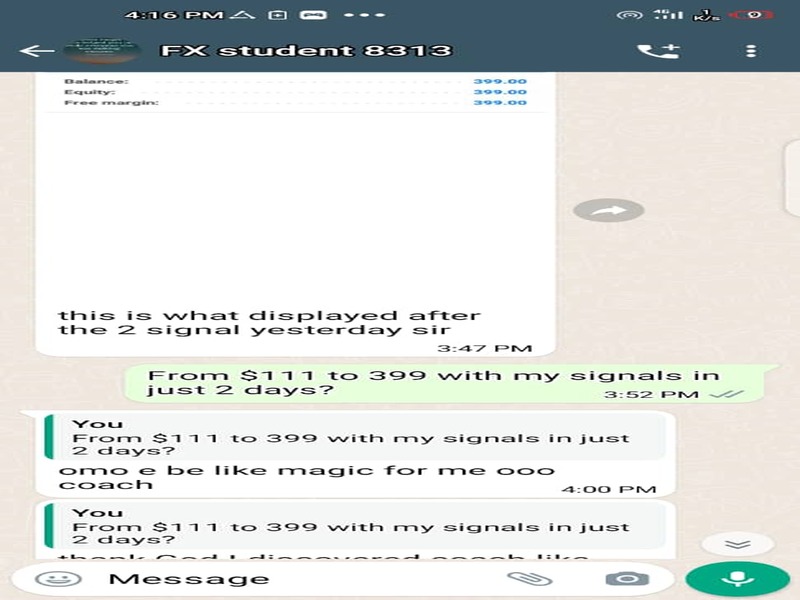 4:16 PM
4G 1 K/s
FX student 8313
Balance: 399.00
Equity: 399.00
Free margin: 399.00
this is what displayed after
the 2 signal yesterday sir
3:47 PM
From $111 to 399 with my signals in
just 2 days?
3:52 PM
You
From $111 to 399 with my signals in just
2 days?
omo e be like magic for me ooo
coach
4:00 PM
You
From $111 to 399 with my signals in just
2 days?
thank God I discovered coach like
Message